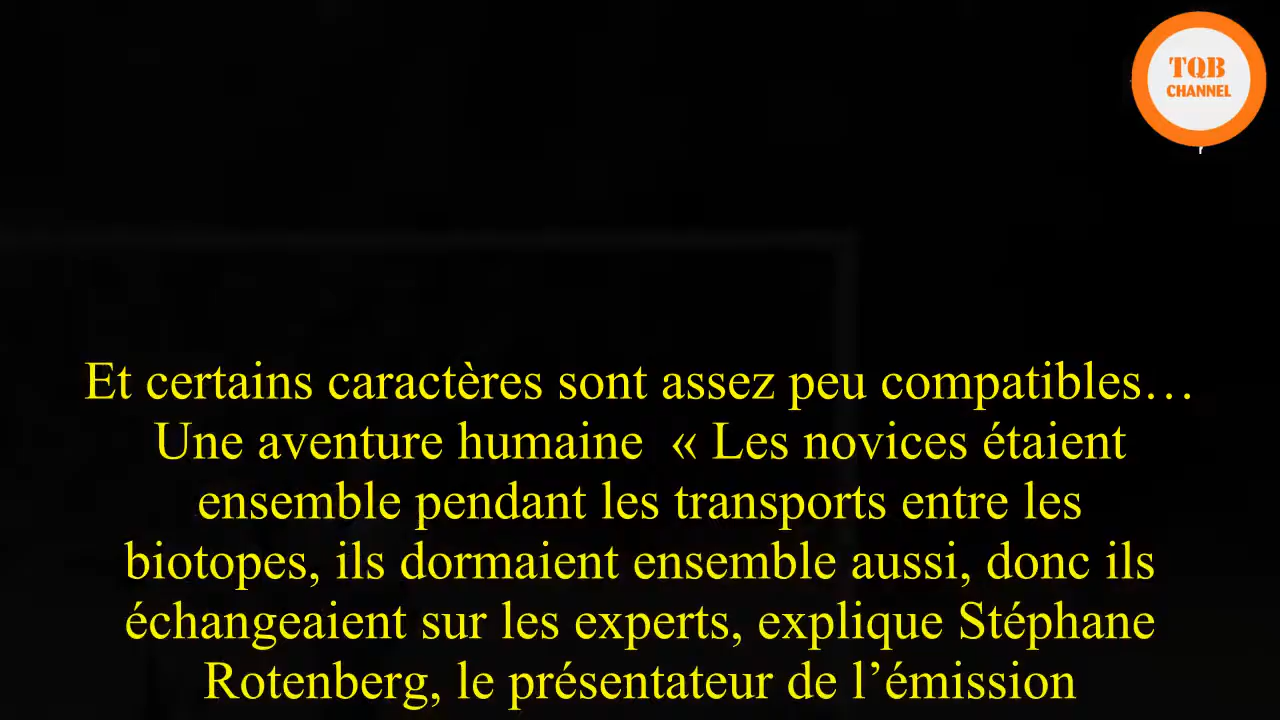 TQB
CHANNEL
r
Et certains caractères sont assez peu compatibles…
Une aventure humaine  « Les novices étaient
ensemble pendant les transports entre les
biotopes, ils dormaient ensemble aussi, donc ils
échangeaient sur les experts, explique Stéphane
Rotenberg, le présentateur de l’émission